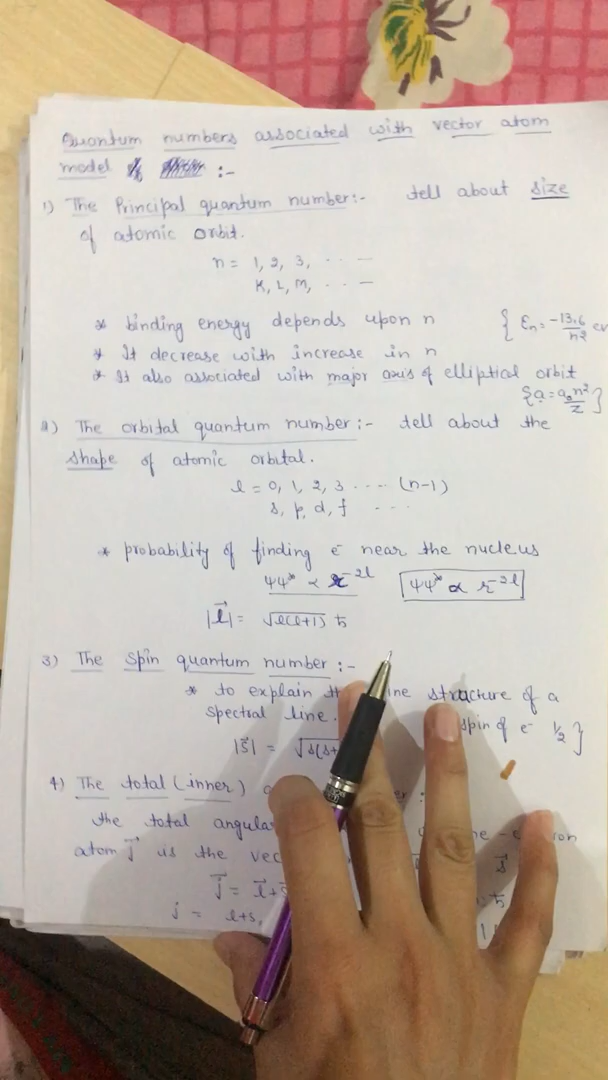 Quantum numbers associated with vector atom
model :-
1) The Principal quantum number:- tell about size
of atomic orbit.
n = 1, 2, 3, . . —
K, L, M, . . . —
* binding energy depends upon n { En = -13.6/n² ev
* It decrease with increase in n
* It also associated with major axis of elliptial orbit
{a = a₀n²/z}
2) The orbital quantum number:- tell about the
shape of atomic orbital.
l = 0, 1, 2, 3 .... (n-1)
s, p, d, f ...
* probability of finding e⁻ near the nucleus
ψψ* ∝ r⁻²ˡ ψψ* ∝ r⁻²ˡ
|l⃗| = √l(l+1) ħ
3) The Spin quantum number :-
* to explain structure of a
spectral line.
spin of e⁻ 1/2 }
|s⃗| = √s(s+
4) The total (inner)
the total angular
atom j⃗ is the s⃗
j⃗ = l⃗ +
j = l+s,